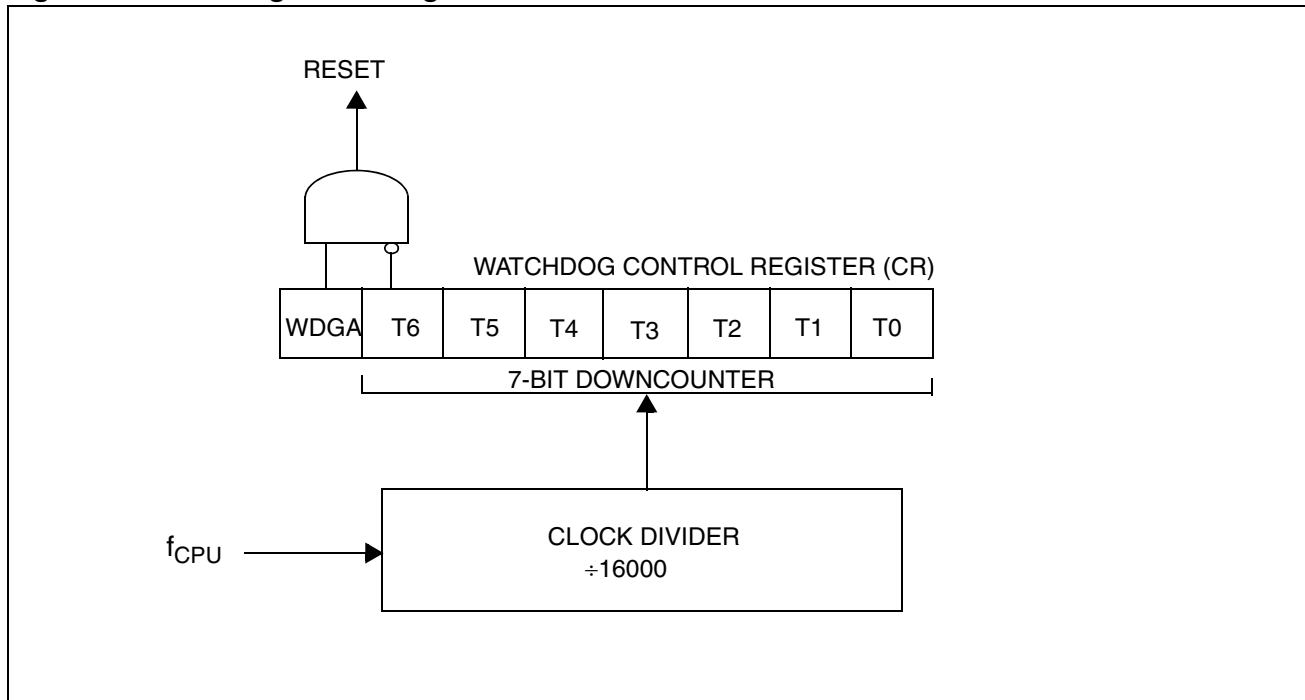 RESET
WATCHDOG CONTROL REGISTER (CR)
WDGA T6 T5 T4 T3 T2 T1 T0
7-BIT DOWNCOUNTER
fCPU
CLOCK DIVIDER
÷16000